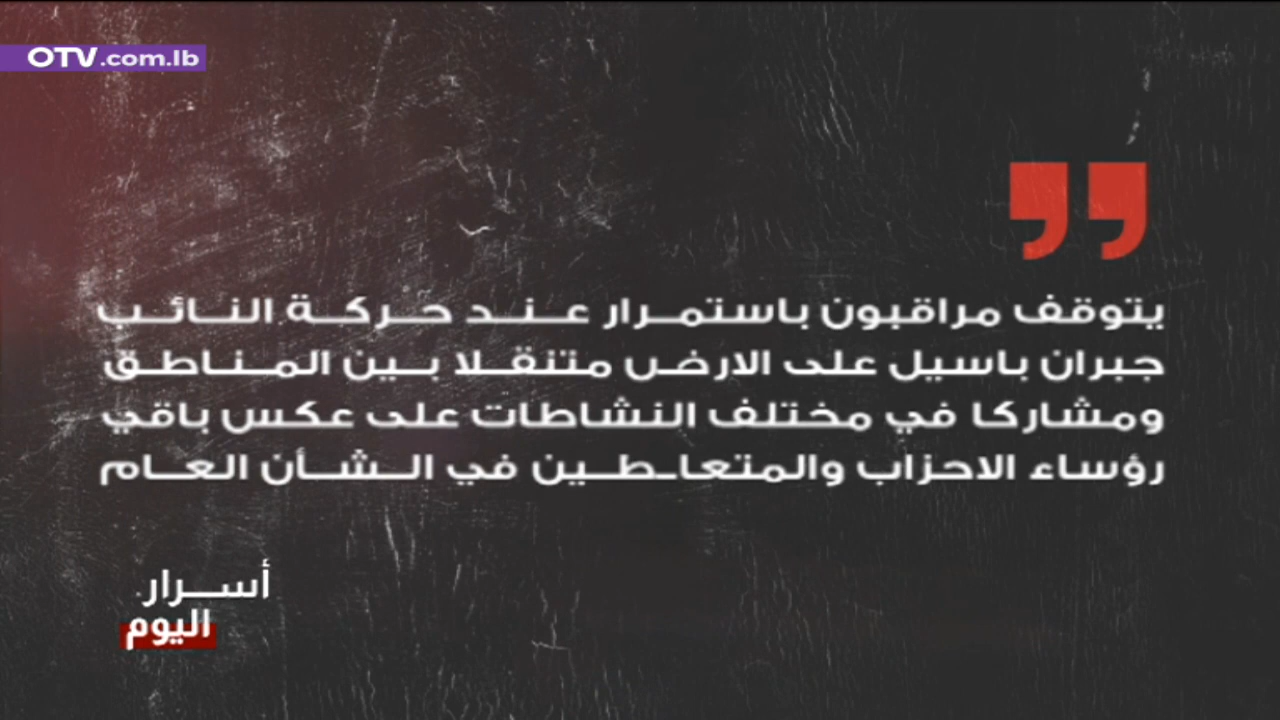 OTV.com.lb
يتوقف مراقبون باستمرار عند حركة النائب
جبران باسيل على الارض متنقلا بين المناطق
ومشاركا في مختلف النشاطات على عكس باقي
رؤساء الاحزاب والمتعاطين في الشأن العام
أسرار
اليوم